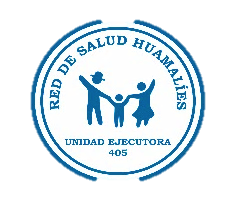 RED DE SALUD HUAMALÍES
UNIDAD EJECUTORA
405